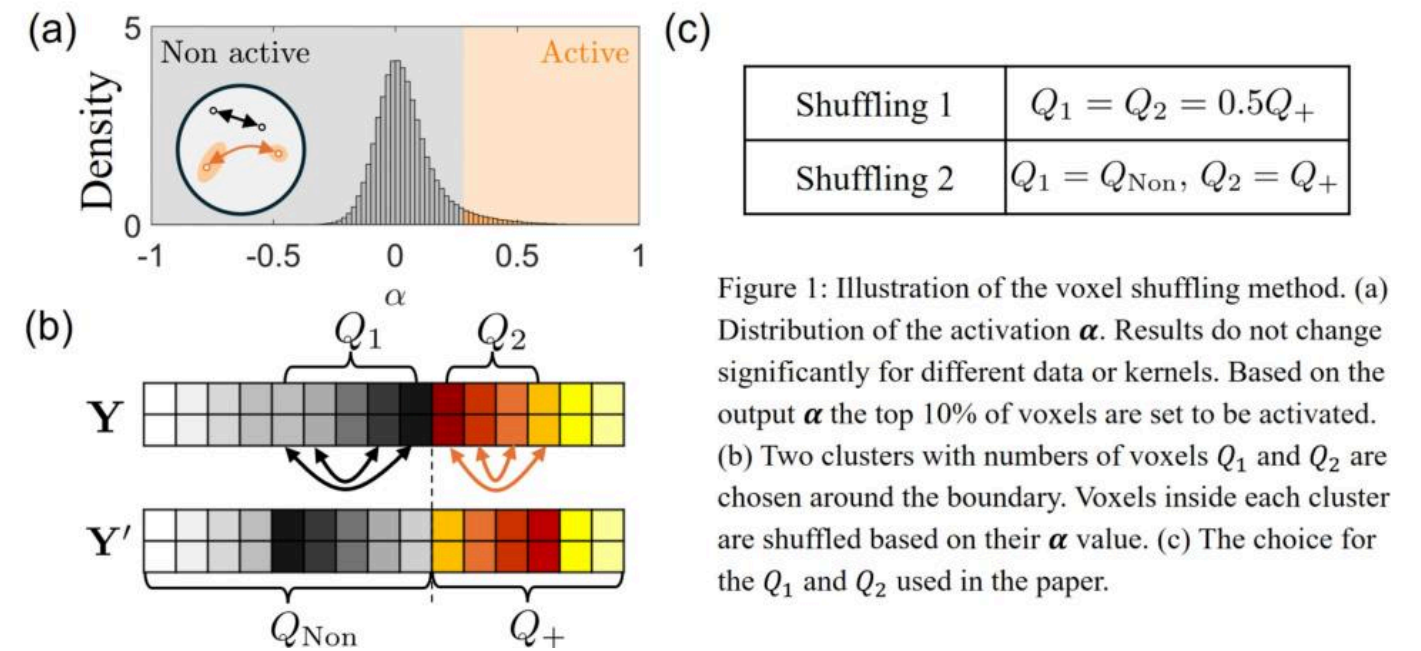 (a)
5
Non active
Active
Density
0
-1
-0.5
0
0.5
1
α
(b)
Q₁
Q₂
Y
Y′
Q_Non
Q₊
(c)
Shuffling 1
Q₁ = Q₂ = 0.5Q₊
Shuffling 2
Q₁ = Q_Non, Q₂ = Q₊
Figure 1: Illustration of the voxel shuffling method. (a)
Distribution of the activation α. Results do not change
significantly for different data or kernels. Based on the
output α the top 10% of voxels are set to be activated.
(b) Two clusters with numbers of voxels Q₁ and Q₂ are
chosen around the boundary. Voxels inside each cluster
are shuffled based on their α value. (c) The choice for
the Q₁ and Q₂ used in the paper.